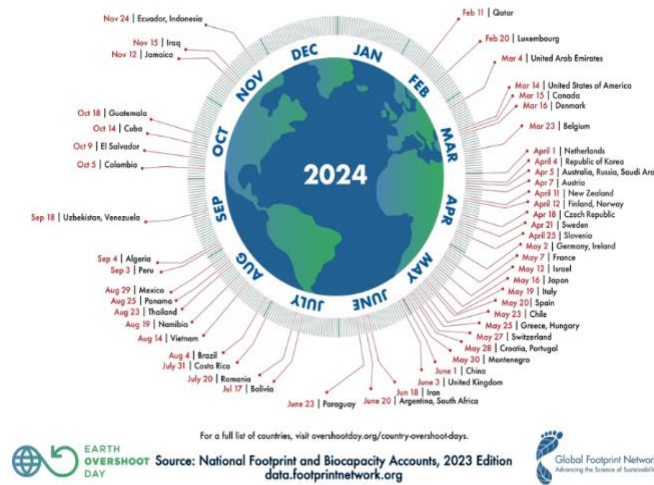 Nov 24 | Ecuador, Indonesia
Nov 15 | Iraq
Nov 12 | Jamaica
Oct 18 | Guatemala
Oct 14 | Cuba
Oct 9 | El Salvador
Oct 5 | Colombia
Sep 18 | Uzbekistan, Venezuela
Sep 4 | Algeria
Sep 3 | Peru
Aug 29 | Mexico
Aug 25 | Panama
Aug 23 | Thailand
Aug 19 | Namibia
Aug 14 | Vietnam
Aug 4 | Brazil
July 31 | Costa Rica
July 20 | Romania
Jul 17 | Bolivia
DEC
JAN
NOV
FEB
OCT
MAR
2024
SEP
APR
AUG
MAY
JULY
JUNE
Feb 11 | Qatar
Feb 20 | Luxembourg
Mar 4 | United Arab Emirates
Mar 14 | United States of America
Mar 15 | Canada
Mar 16 | Denmark
Mar 23 | Belgium
April 1 | Netherlands
April 4 | Republic of Korea
Apr 5 | Australia, Russia, Saudi Ara
Apr 7 | Austria
April 11 | New Zealand
April 12 | Finland, Norway
Apr 18 | Czech Republic
Apr 21 | Sweden
April 25 | Slovenia
May 2 | Germany, Ireland
May 7 | France
May 12 | Israel
May 16 | Japan
May 19 | Italy
May 20 | Spain
May 23 | Chile
May 25 | Greece, Hungary
May 27 | Switzerland
May 28 | Croatia, Portugal
May 30 | Montenegro
June 1 | China
June 3 | United Kingdom
Jun 18 | Iran
June 20 | Argentina, South Africa
June 23 | Paraguay
For a full list of countries, visit overshootday.org/country-overshoot-days.
EARTH
OVERSHOOT
DAY
Source: National Footprint and Biocapacity Accounts, 2023 Edition
data.footprintnetwork.org
Global Footprint Network
Advancing the Science of Sustainabil